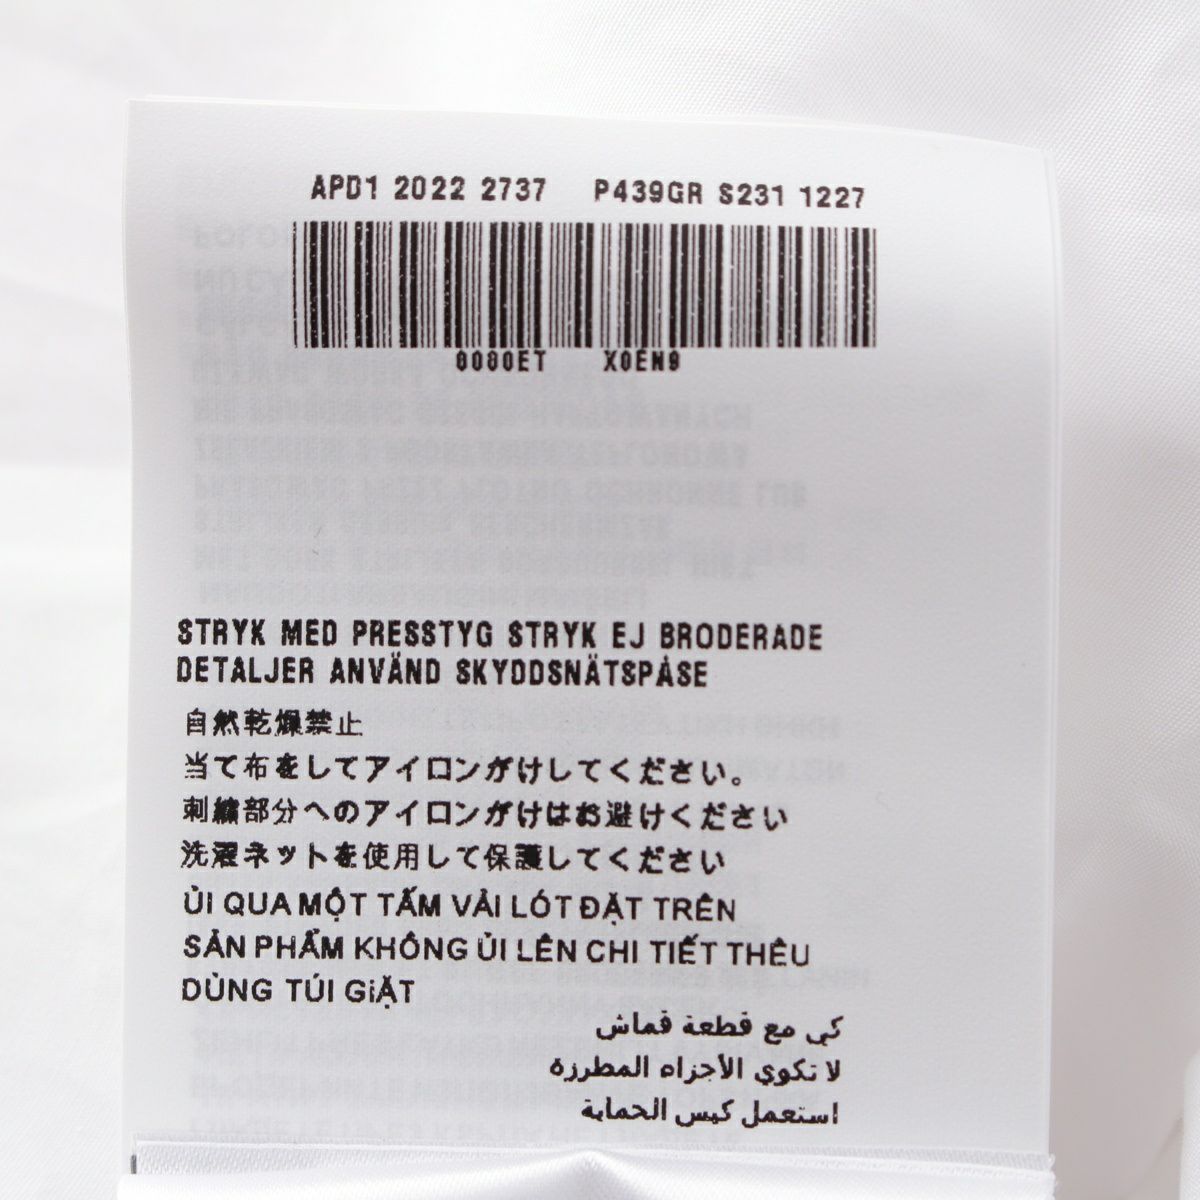 APD1 2022 2737 P439GR S231 1227
0080ET X0EN9
STRYK MED PRESSTYG STRYK EJ BRODERADE
DETALJER ANVÄND SKYDDSNÄTSPÅSE
自然乾燥禁止
当て布をしてアイロンがけしてください。
刺繍部分へのアイロンがけはお避けください
洗濯ネットを使用して保護してください
ỦI QUA MỘT TẤM VẢI LÓT ĐẶT TRÊN
SẢN PHẨM KHÔNG ỦI LÊN CHI TIẾT THÊU
DÙNG TÚI GiẶT
كي مع قطعة قماش
لا تكوي الأجزاء المطرزة
استعمل كيس الحماية